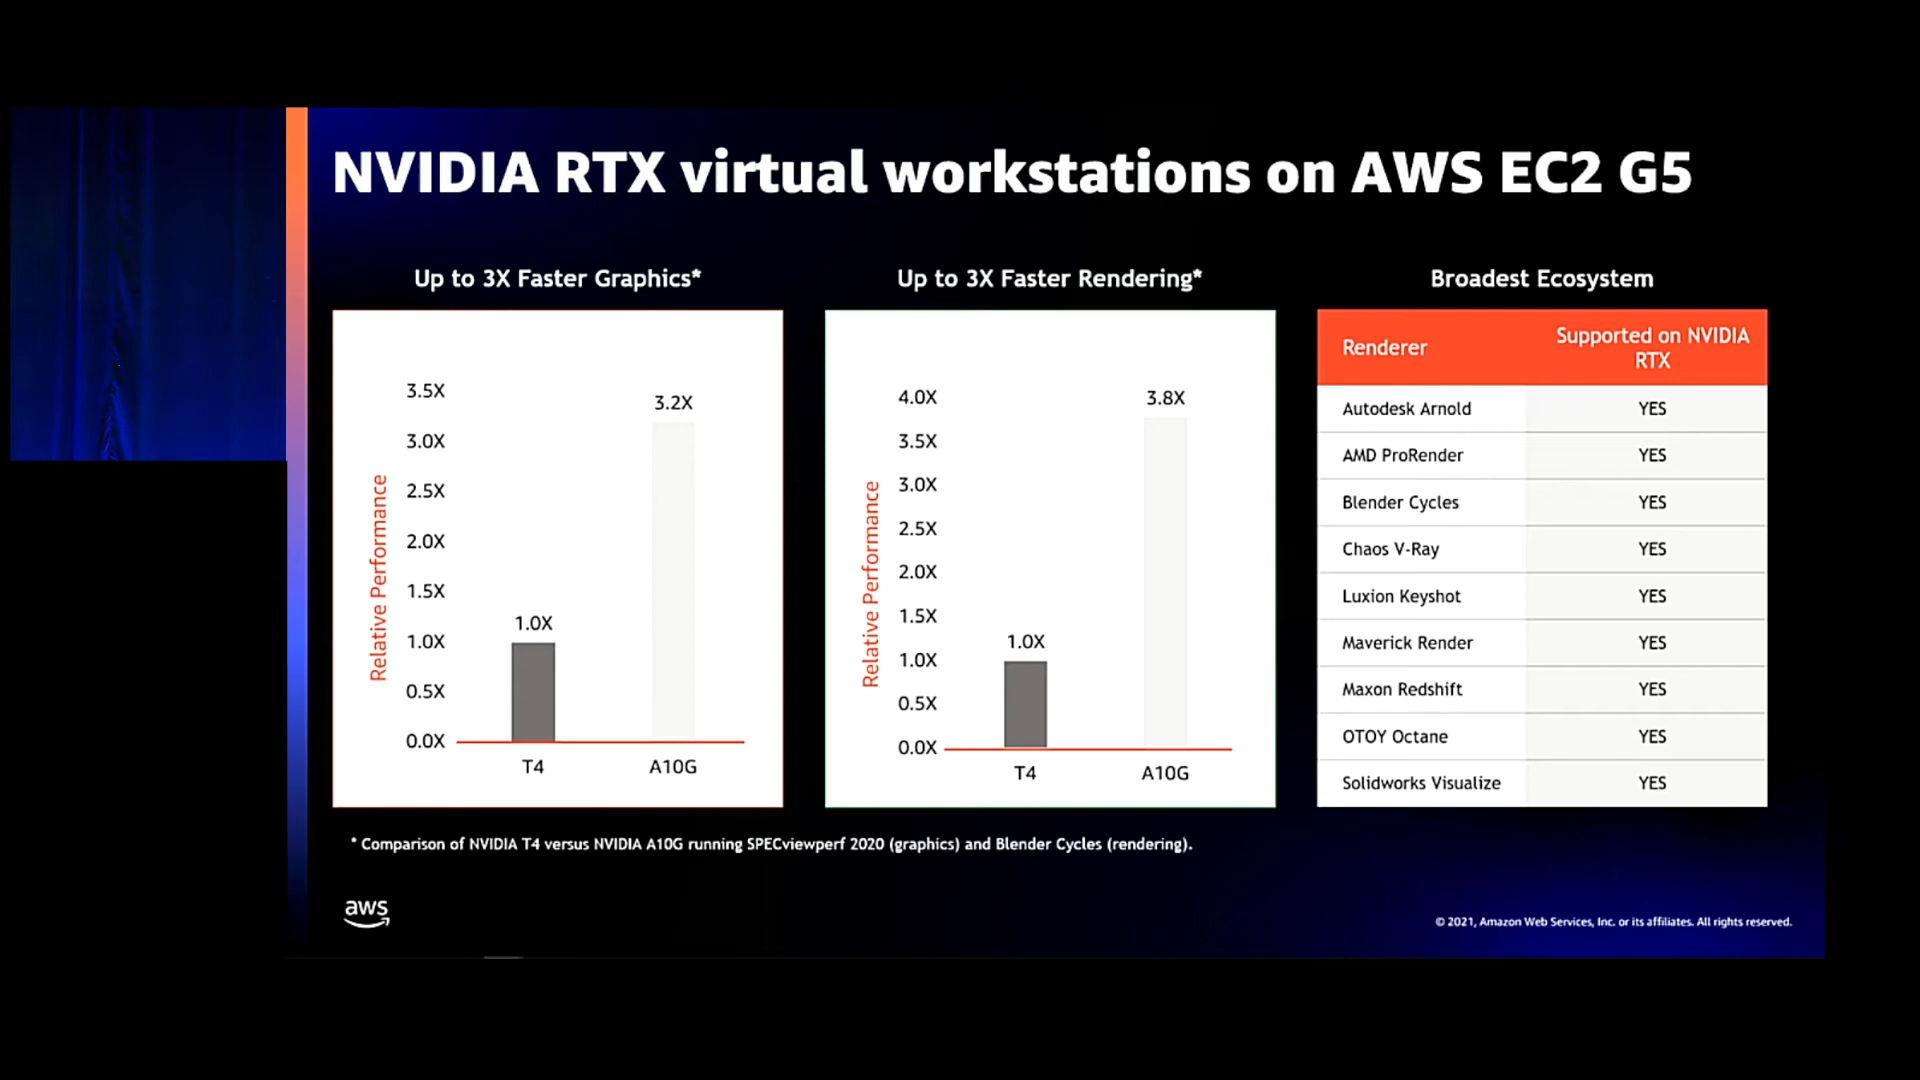 NVIDIA RTX virtual workstations on AWS EC2 G5
Up to 3X Faster Graphics*
Relative Performance
3.5X
3.0X
2.5X
2.0X
1.5X
1.0X
0.5X
0.0X
1.0X
3.2X
T4
A10G
Up to 3X Faster Rendering*
Relative Performance
4.0X
3.5X
3.0X
2.5X
2.0X
1.5X
1.0X
0.5X
0.0X
1.0X
3.8X
T4
A10G
Broadest Ecosystem
Renderer
Supported on NVIDIA
RTX
Autodesk Arnold YES
AMD ProRender YES
Blender Cycles YES
Chaos V-Ray YES
Luxion Keyshot YES
Maverick Render YES
Maxon Redshift YES
OTOY Octane YES
Solidworks Visualize YES
* Comparison of NVIDIA T4 versus NVIDIA A10G running SPECviewperf 2020 (graphics) and Blender Cycles (rendering).
aws
© 2021, Amazon Web Services, Inc. or its affiliates. All rights reserved.